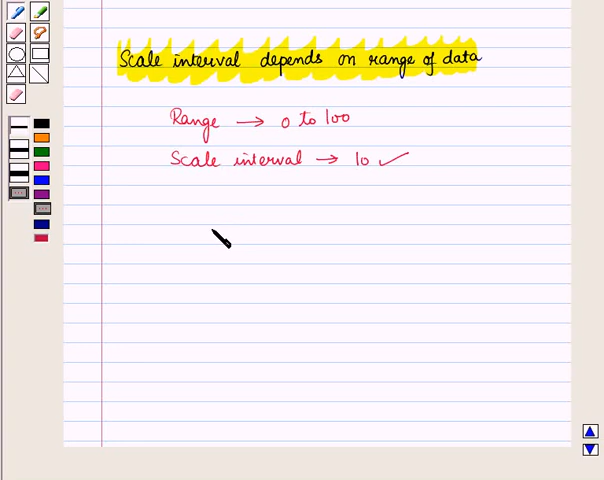 Scale interval depends on range of data
Range → 0 to 100
Scale interval → 10 ✓